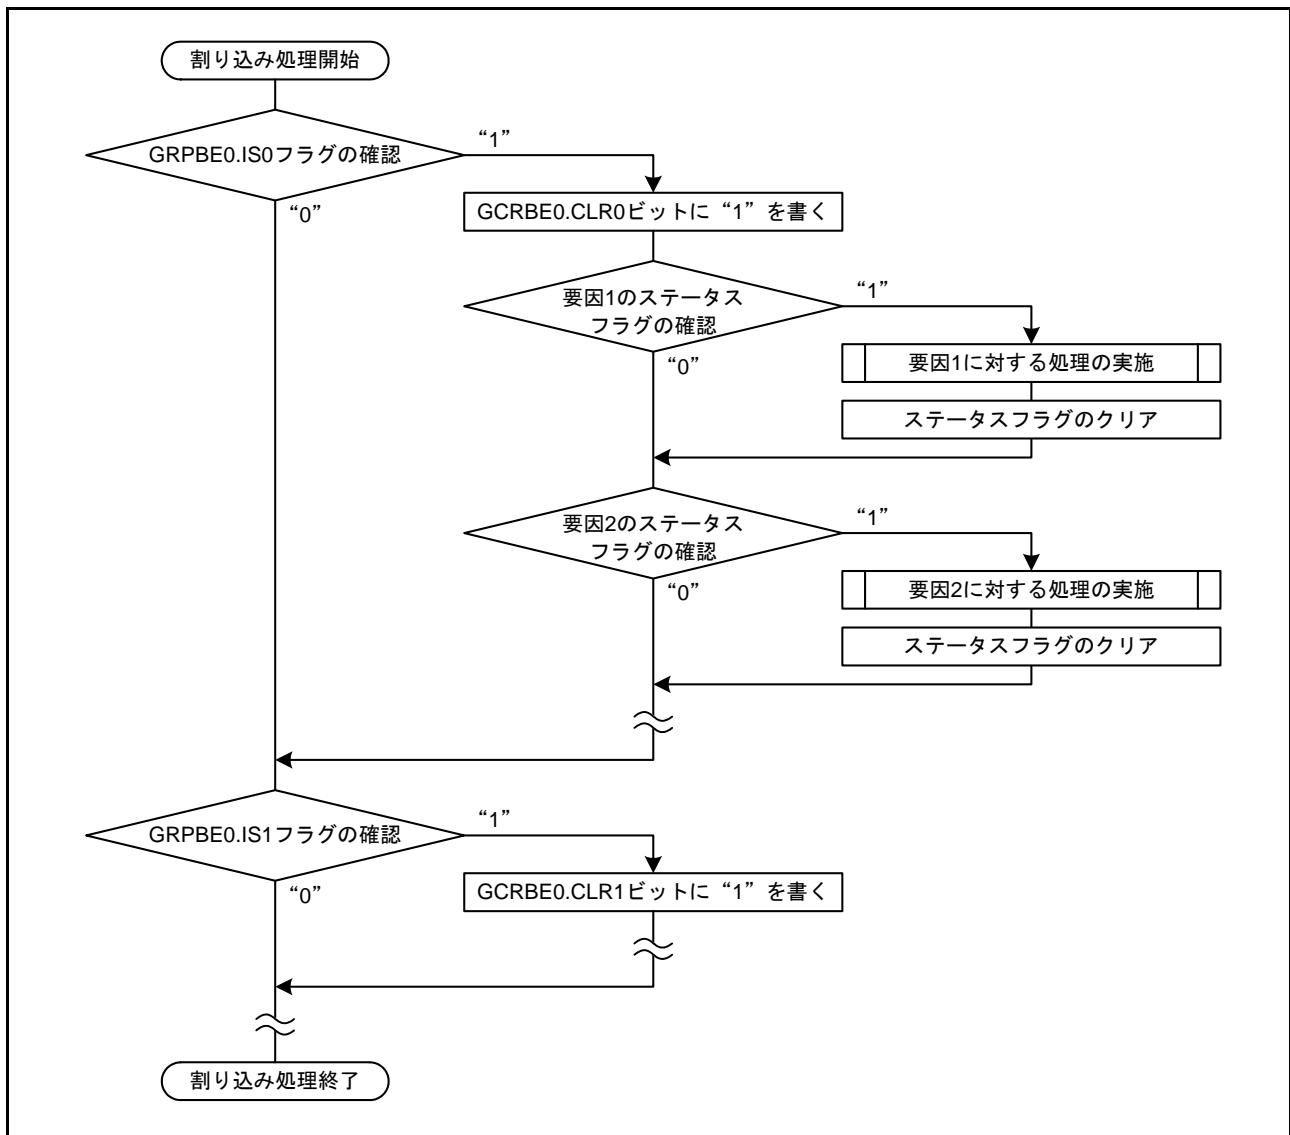 割り込み処理開始
GRPBE0.IS0フラグの確認
“1”
“0”
GCRBE0.CLR0ビットに“1”を書く
要因1のステータス
フラグの確認
“1”
“0”
要因1に対する処理の実施
ステータスフラグのクリア
要因2のステータス
フラグの確認
“1”
“0”
要因2に対する処理の実施
ステータスフラグのクリア
GRPBE0.IS1フラグの確認
“1”
“0”
GCRBE0.CLR1ビットに“1”を書く
割り込み処理終了